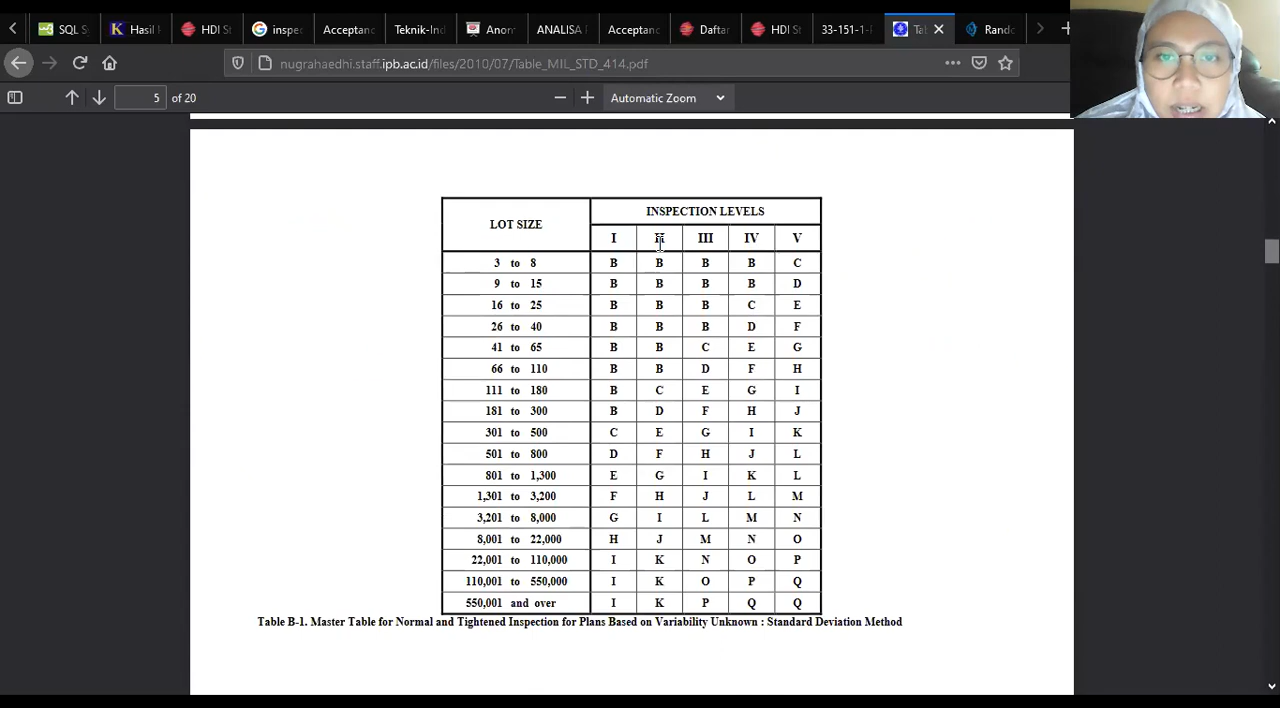 SQL Sy
Hasil
HDI St
inspe
Acceptanc
Teknik-Ind
Anom
ANALISA
Acceptanc
Daftar
HDI St
33-151-1-
Tab
Rando
nugrahaedhi.staff.ipb.ac.id/files/2010/07/Table_MIL_STD_414.pdf
5 of 20
Automatic Zoom
LOT SIZE INSPECTION LEVELS
I II III IV V
3 to 8 B B B B C
9 to 15 B B B B D
16 to 25 B B B C E
26 to 40 B B B D F
41 to 65 B B C E G
66 to 110 B B D F H
111 to 180 B C E G I
181 to 300 B D F H J
301 to 500 C E G I K
501 to 800 D F H J L
801 to 1,300 E G I K L
1,301 to 3,200 F H J L M
3,201 to 8,000 G I L M N
8,001 to 22,000 H J M N O
22,001 to 110,000 I K N O P
110,001 to 550,000 I K O P Q
550,001 and over I K P Q Q
Table B-1. Master Table for Normal and Tightened Inspection for Plans Based on Variability Unknown : Standard Deviation Method